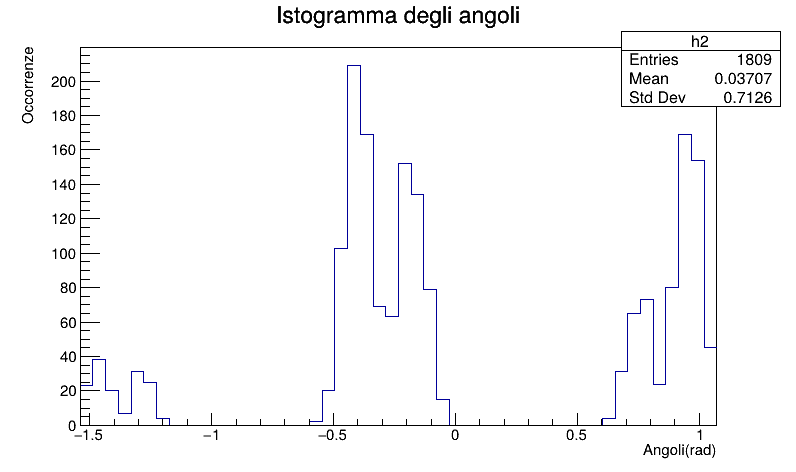 Istogramma degli angoli
h2
Entries 1809
Mean 0.03707
Std Dev 0.7126
Occorrenze
200
180
160
140
120
100
80
60
40
20
0
−1.5 −1 −0.5 0 0.5 1
Angoli(rad)